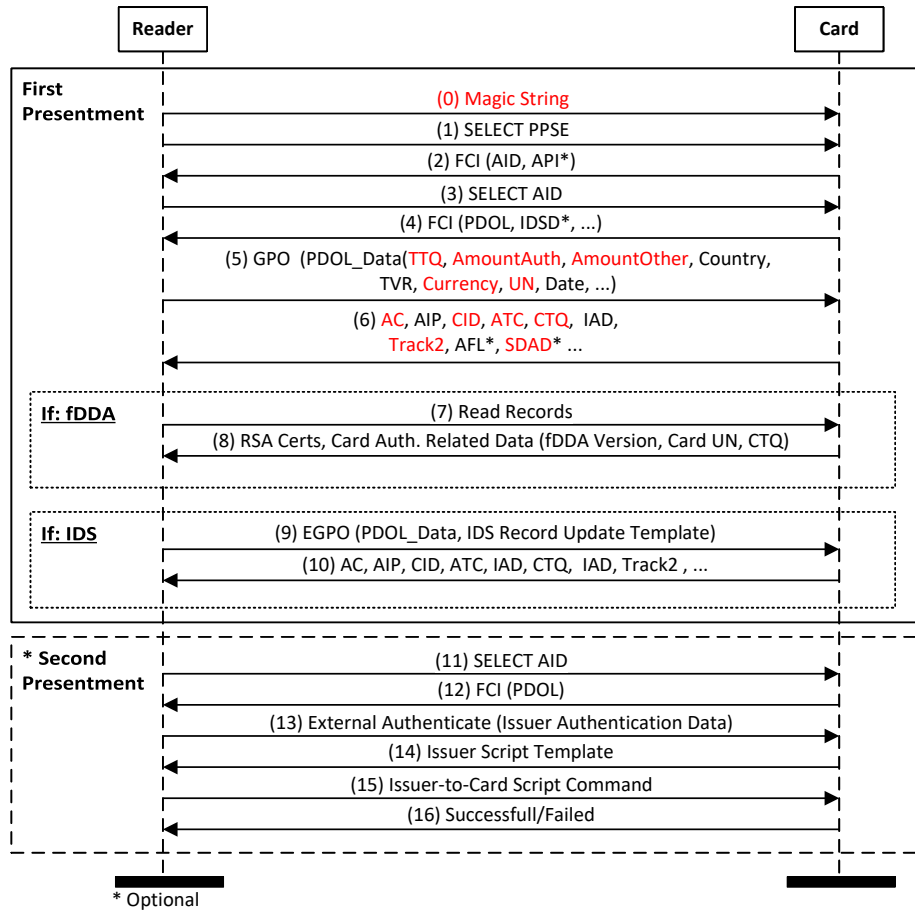 Reader
Card
First
Presentment
(0) Magic String
(1) SELECT PPSE
(2) FCI (AID, API*)
(3) SELECT AID
(4) FCI (PDOL, IDSD*, ...)
(5) GPO (PDOL_Data(TTQ, AmountAuth, AmountOther, Country,
TVR, Currency, UN, Date, ...)
(6) AC, AIP, CID, ATC, CTQ, IAD,
Track2, AFL*, SDAD* ...
If: fDDA
(7) Read Records
(8) RSA Certs, Card Auth. Related Data (fDDA Version, Card UN, CTQ)
If: IDS
(9) EGPO (PDOL_Data, IDS Record Update Template)
(10) AC, AIP, CID, ATC, IAD, CTQ, IAD, Track2 , ...
* Second
Presentment
(11) SELECT AID
(12) FCI (PDOL)
(13) External Authenticate (Issuer Authentication Data)
(14) Issuer Script Template
(15) Issuer-to-Card Script Command
(16) Successfull/Failed
* Optional